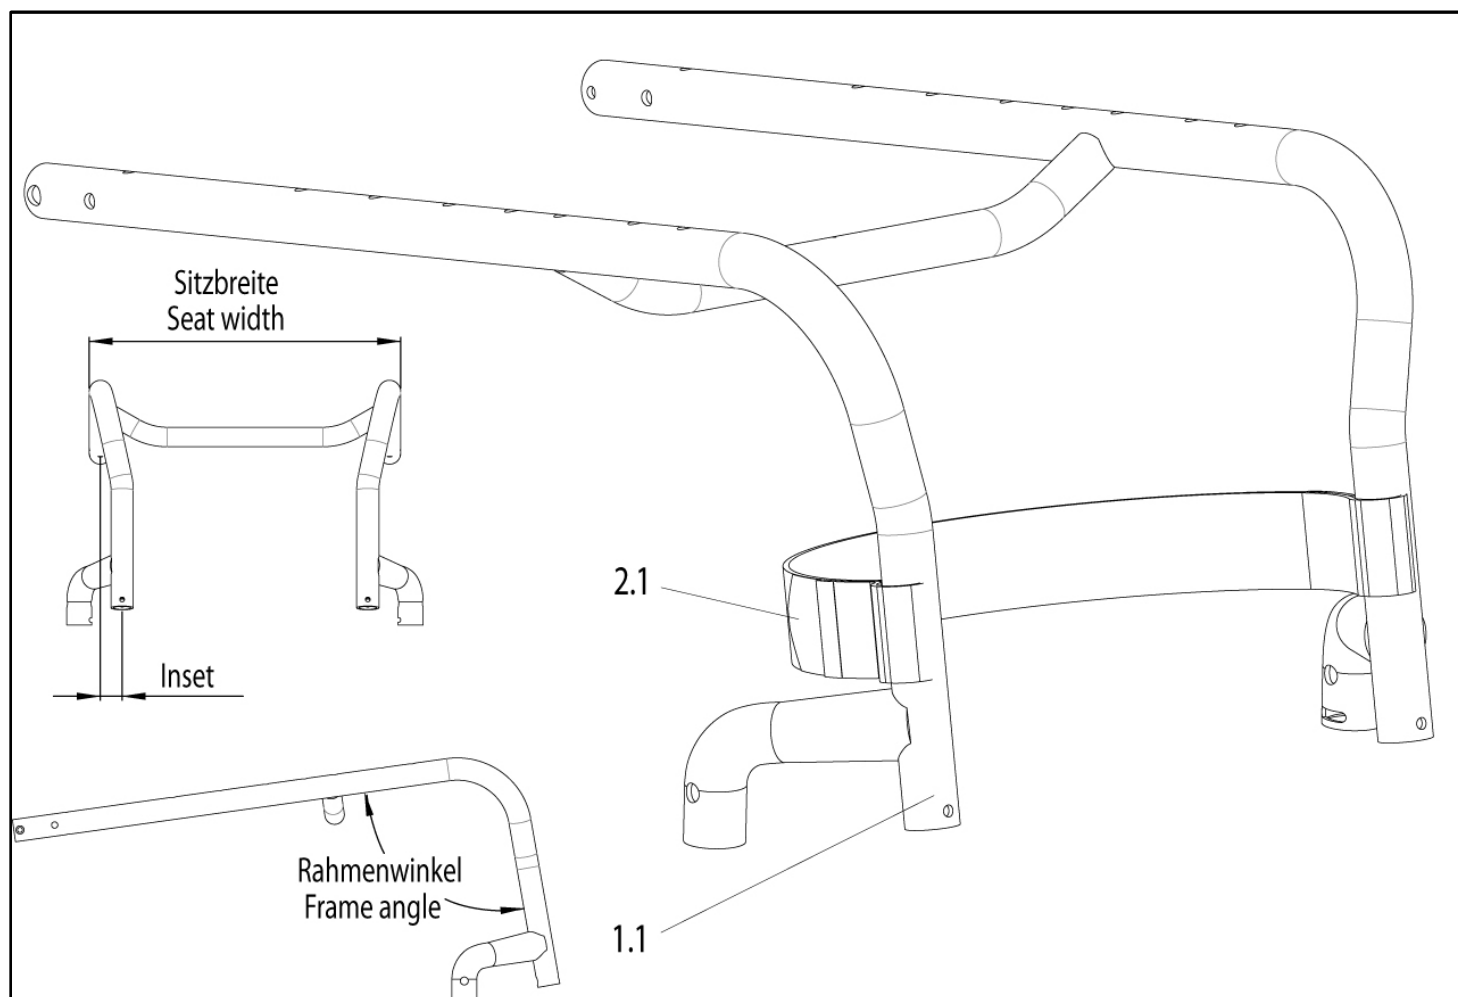 Sitzbreite
Seat width
2.1
Inset
Rahmenwinkel
Frame angle
1.1